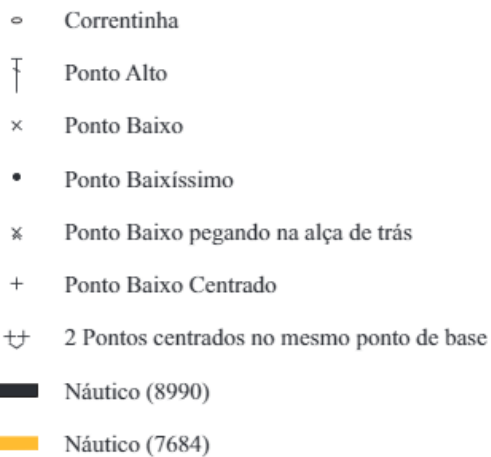 Correntinha
Ponto Alto
Ponto Baixo
Ponto Baixíssimo
Ponto Baixo pegando na alça de trás
Ponto Baixo Centrado
2 Pontos centrados no mesmo ponto de base
Náutico (8990)
Náutico (7684)